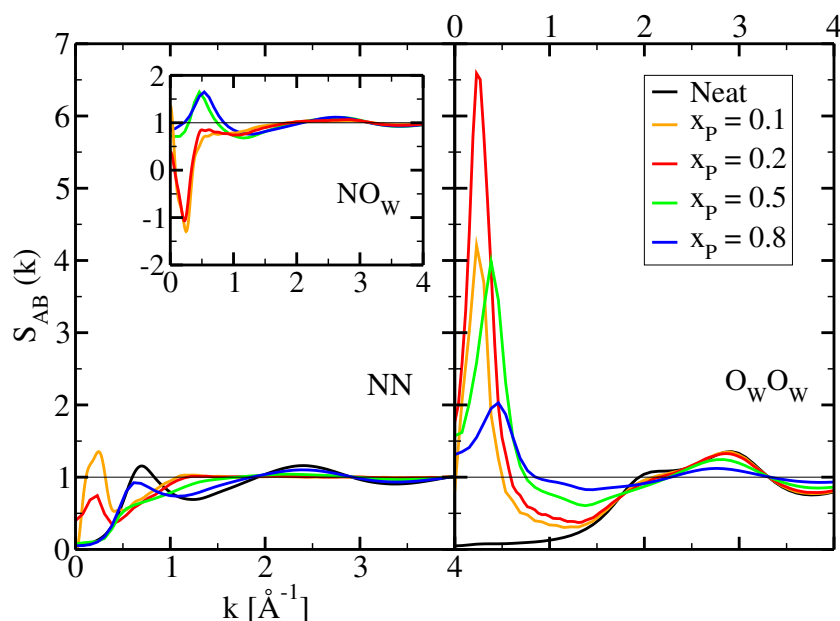 0 1 2 3 4
7
6
5
4
3
2
1
0
S_AB (k)
2
1
0
-1
-2
0 1 2 3 4
NO_W
Neat
x_P = 0.1
x_P = 0.2
x_P = 0.5
x_P = 0.8
NN
O_WO_W
0 1 2 3 4
k [Å^-1]